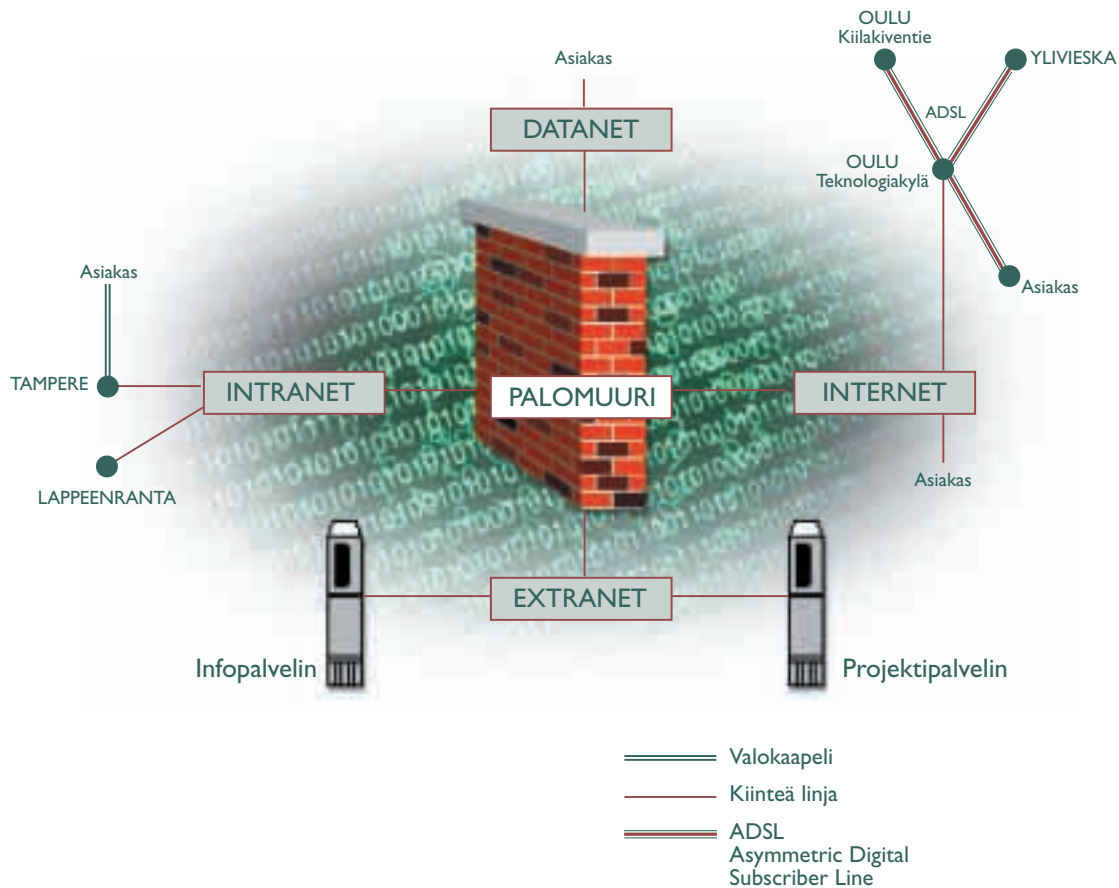 OULU
Kiilakiventie
YLIVIESKA
Asiakas
DATANET
ADSL
OULU
Teknologiakylä
Asiakas
Asiakas
TAMPERE
INTRANET
PALOMUURI
INTERNET
LAPPEENRANTA
Asiakas
EXTRANET
Infopalvelin
Projektipalvelin
Valokaapeli
Kiinteä linja
ADSL
Asymmetric Digital
Subscriber Line